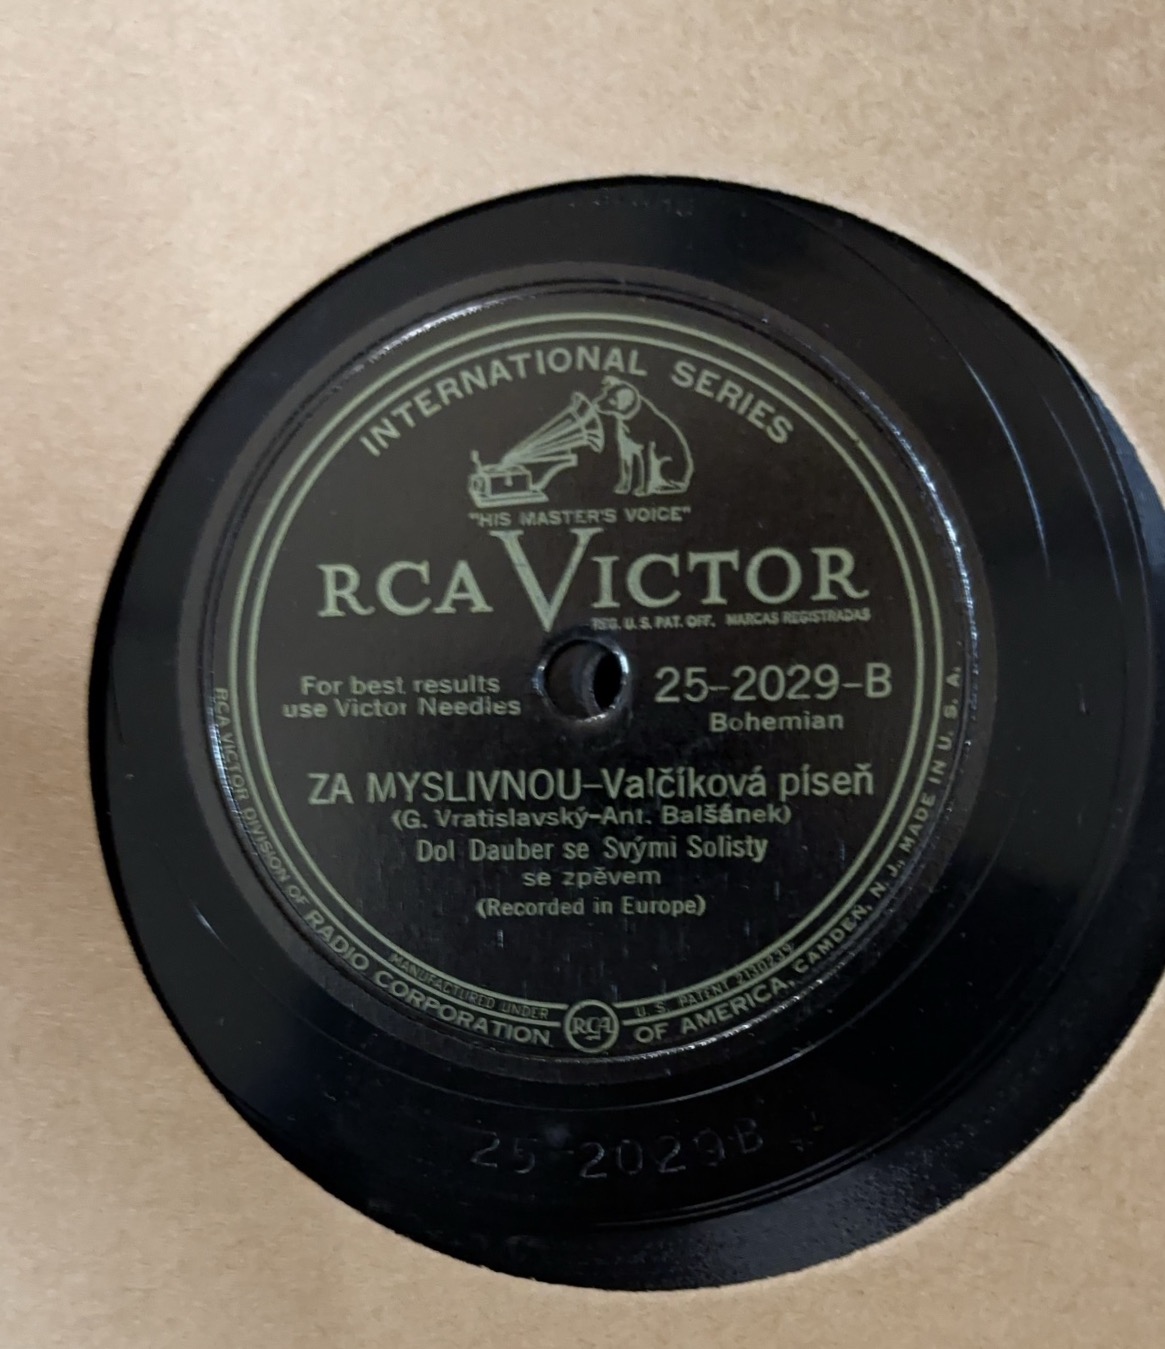 INTERNATIONAL SERIES
"HIS MASTER'S VOICE"
RCA VICTOR
REG. U.S. PAT. OFF. MARCAS REGISTRADAS
For best results
use Victor Needles
25-2029-B
Bohemian
ZA MYSLIVNOU-Valčíková píseň
(G. Vratislavský-Ant. Balšánek)
Dol Dauber se Svými Solisty
se zpěvem
(Recorded in Europe)
MANUFACTURED UNDER U. S. PATENT 2130239
RCA
RCA VICTOR DIVISION OF RADIO CORPORATION OF AMERICA, CAMDEN, N. J., MADE IN U. S. A.
25-2029B